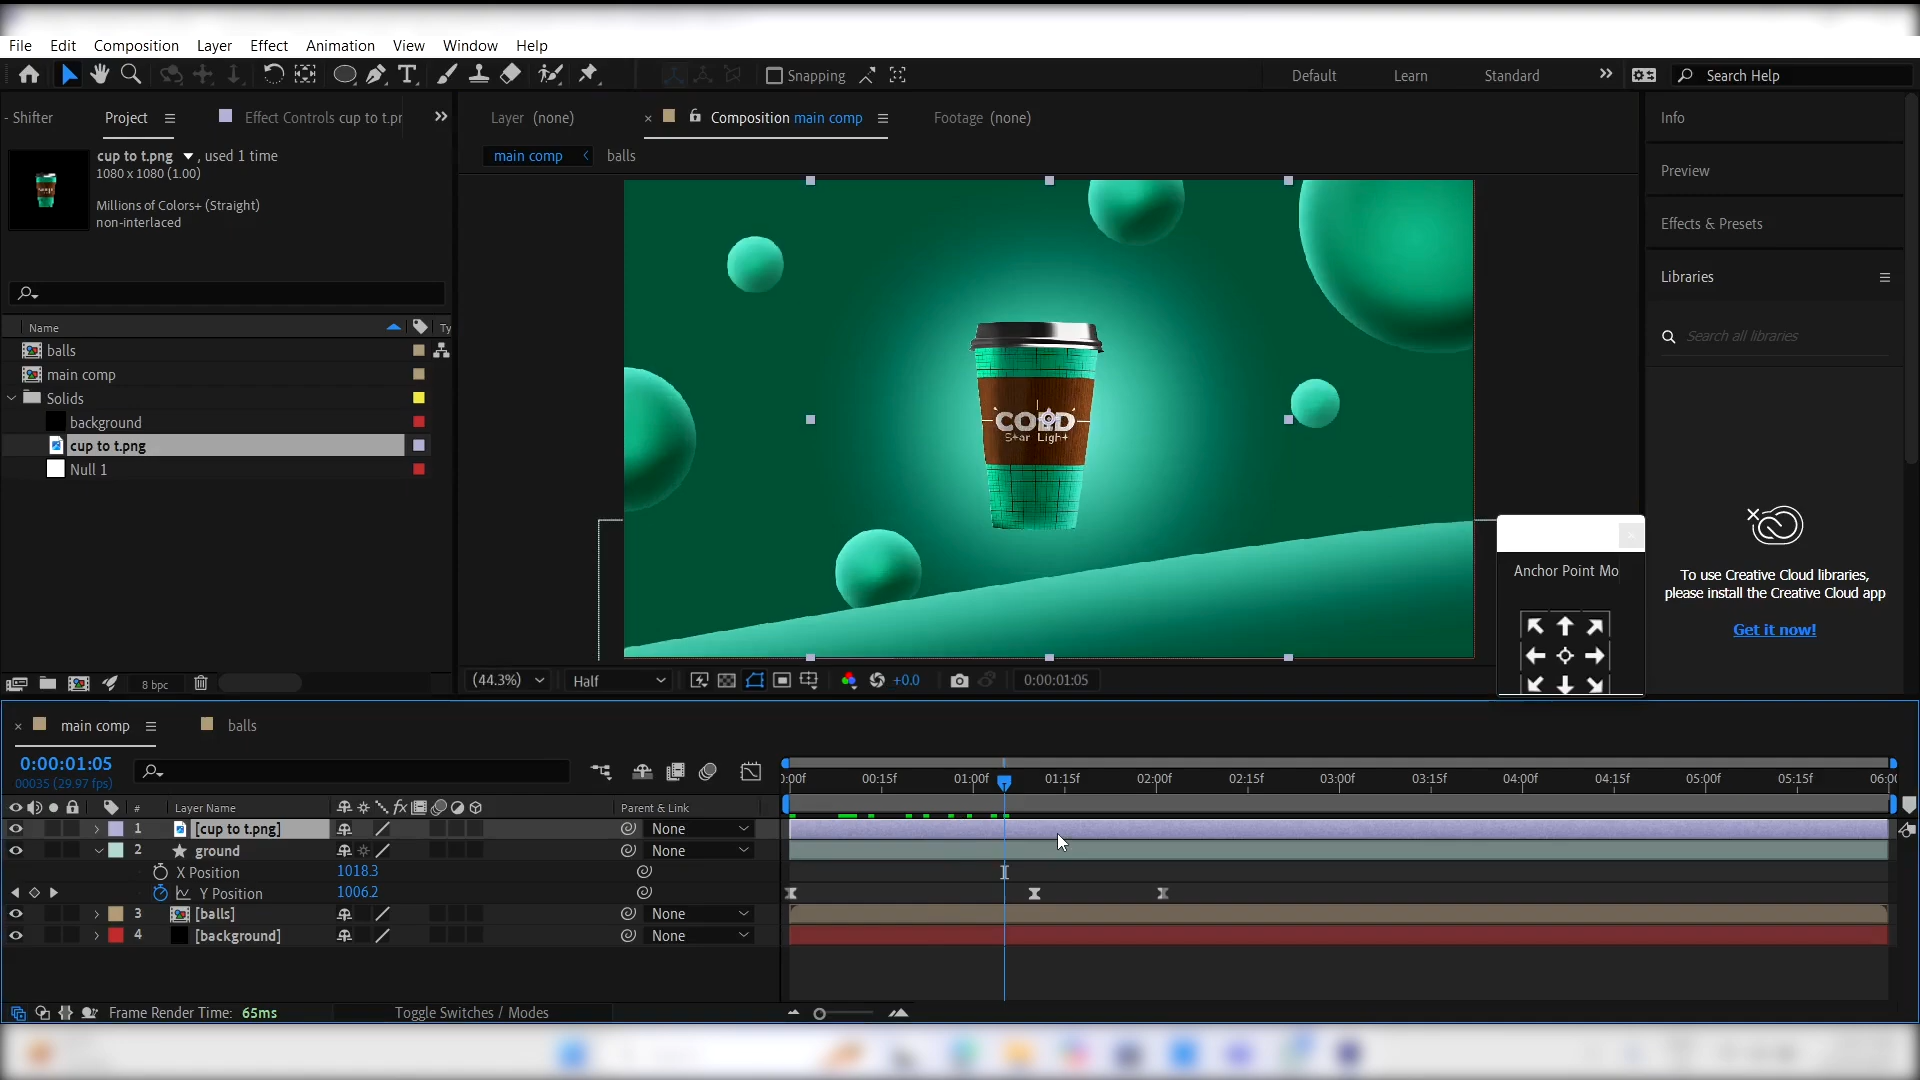 File Edit Composition Layer Effect Animation View Window Help
Snapping Default Learn Standard Search Help
- Shifter Project Effect Controls cup to t.pr
cup to t.png , used 1 time
1080 x 1080 (1.00)
Millions of Colors+ (Straight)
non-interlaced
Name Ty
balls
main comp
Solids
background
cup to t.png
Null 1
8 bpc
Layer (none) × Composition main comp Footage (none)
main comp balls
COLD
Star Light
(44.3%) Half +0.0 0:00:01:05
Info
Preview
Effects & Presets
Libraries
Search all libraries
To use Creative Cloud libraries,
please install the Creative Cloud app
Get it now!
Anchor Point Mo
× main comp balls
0:00:01:05
00035 (29.97 fps)
# Layer Name fx Parent & Link
):00f 00:15f 01:00f 01:15f 02:00f 02:15f 03:00f 03:15f 04:00f 04:15f 05:00f 05:15f 06:00
1 [cup to t.png] None
2 ground None
X Position 1018.3
Y Position 1006.2
3 [balls] None
4 [background] None
Frame Render Time: 65ms Toggle Switches / Modes